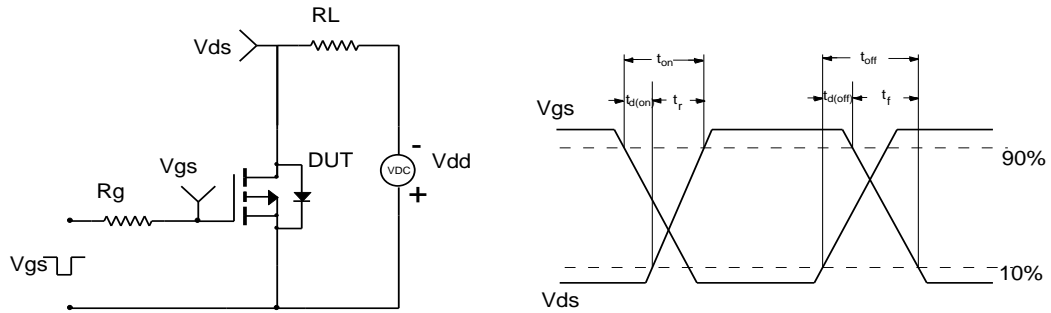 RL
Vds
Vgs
DUT
VDC
-
+
Vdd
Rg
Vgs
ton
toff
td(on)
tr
td(off)
tf
Vgs
90%
10%
Vds